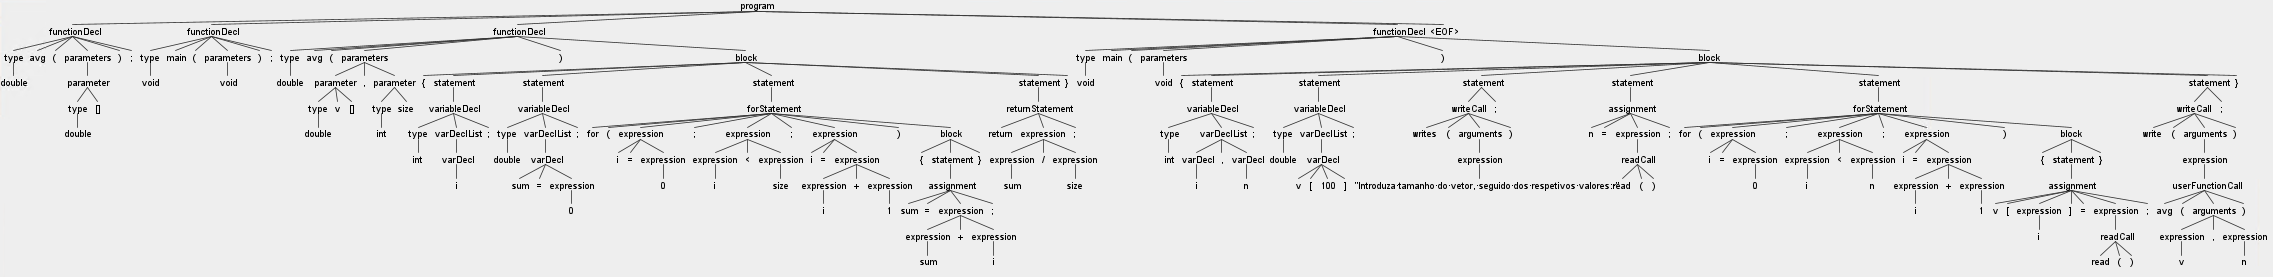 program
functionDecl functionDecl functionDecl functionDecl <EOF>
type avg ( parameters ) ; type main ( parameters ) ; type avg ( parameters ) block type main ( parameters ) block
double parameter void void double parameter , parameter { statement statement statement statement } void void { statement statement statement statement statement statement }
type [] type v [] type size variableDecl variableDecl forStatement returnStatement variableDecl variableDecl writeCall ; assignment forStatement writeCall ;
double double int type varDeclList ; type varDeclList ; for ( expression ; expression ; expression ) block return expression ; type varDeclList ; type varDeclList ; writes ( arguments ) n = expression ; for ( expression ; expression ; expression ) block write ( arguments )
int varDecl double varDecl i = expression expression < expression i = expression { statement } expression / expression int varDecl , varDecl double varDecl expression readCall i = expression expression < expression i = expression { statement } expression
i sum = expression 0 i size expression + expression assignment sum size i n v [ 100 ] "Introduza·tamanho·do·vetor,·seguido·dos·respetivos·valores:" read ( ) 0 i n expression + expression assignment userFunctionCall
0 i 1 sum = expression ; i 1 v [ expression ] = expression ; avg ( arguments )
expression + expression i readCall expression , expression
sum i read ( ) v n